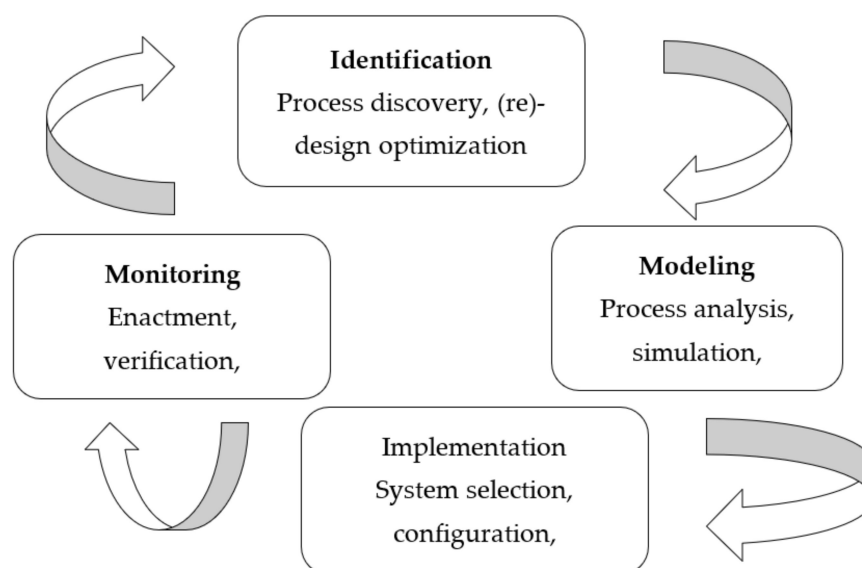 Identification
Process discovery, (re)-
design optimization
Monitoring
Enactment,
verification,
Modeling
Process analysis,
simulation,
Implementation
System selection,
configuration,